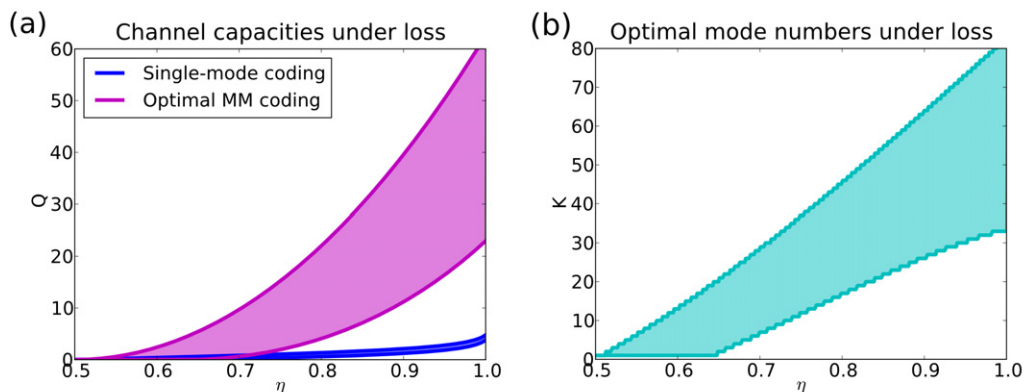 (a)
Channel capacities under loss
60
50
40
30
20
10
0
Q
Single-mode coding
Optimal MM coding
0.5
0.6
0.7
0.8
0.9
1.0
η
(b)
Optimal mode numbers under loss
80
70
60
50
40
30
20
10
0
K
0.5
0.6
0.7
0.8
0.9
1.0
η